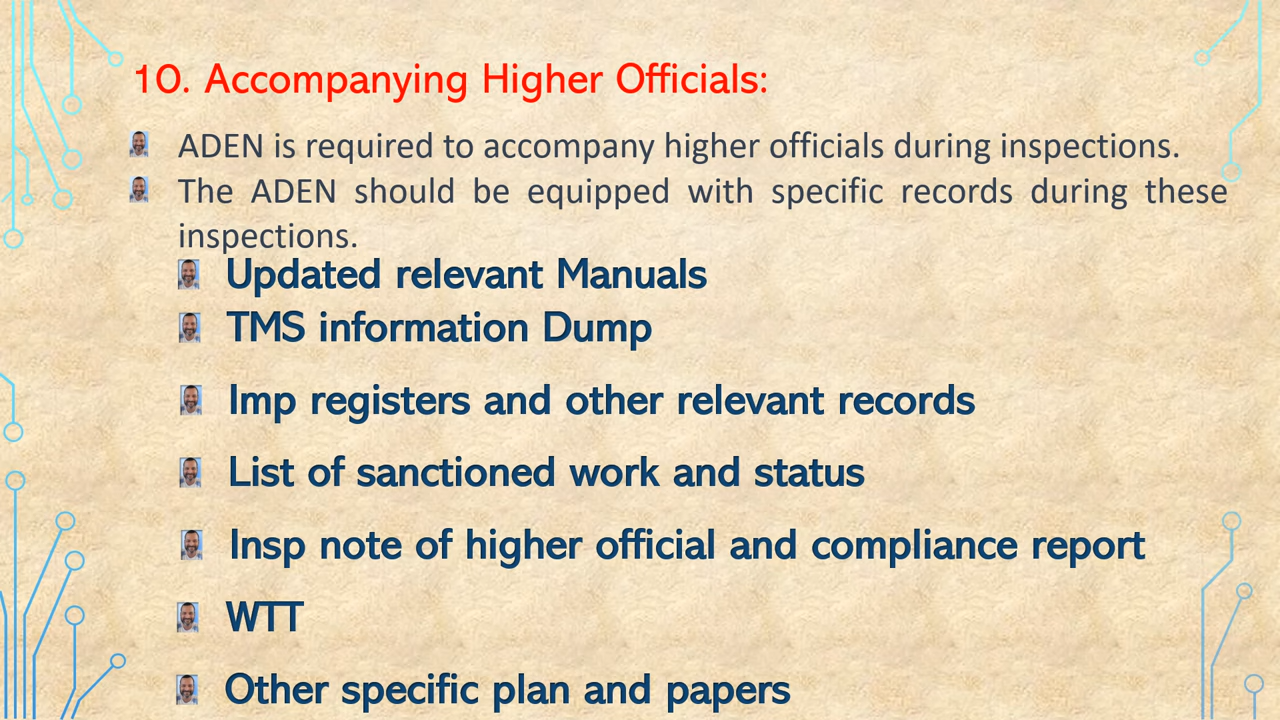 10. Accompanying Higher Officials:
ADEN is required to accompany higher officials during inspections.
The ADEN should be equipped with specific records during these
inspections.
Updated relevant Manuals
TMS information Dump
Imp registers and other relevant records
List of sanctioned work and status
Insp note of higher official and compliance report
WTT
Other specific plan and papers